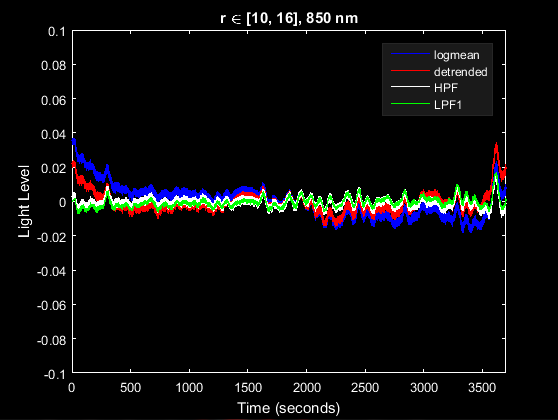 r ∈ [10, 16], 850 nm
0.1
0.08
0.06
0.04
0.02
0
-0.02
-0.04
-0.06
-0.08
-0.1
Light Level
logmean
detrended
HPF
LPF1
0 500 1000 1500 2000 2500 3000 3500
Time (seconds)